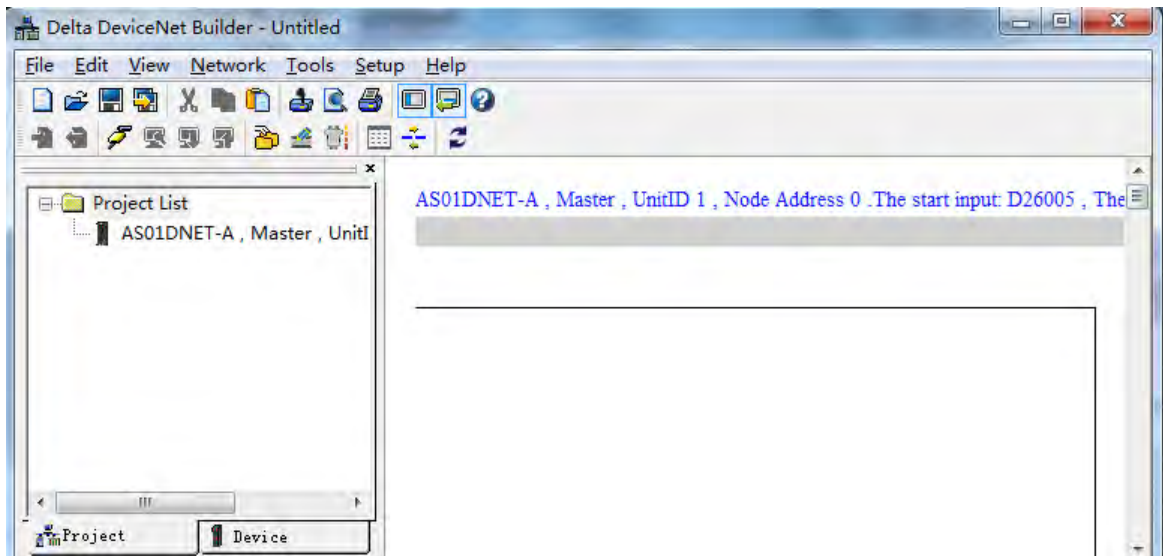 Delta DeviceNet Builder - Untitled
File Edit View Network Tools Setup Help
Project List
AS01DNET-A , Master , UnitI
AS01DNET-A , Master , UnitID 1 , Node Address 0 .The start input: D26005 , The
Project Device